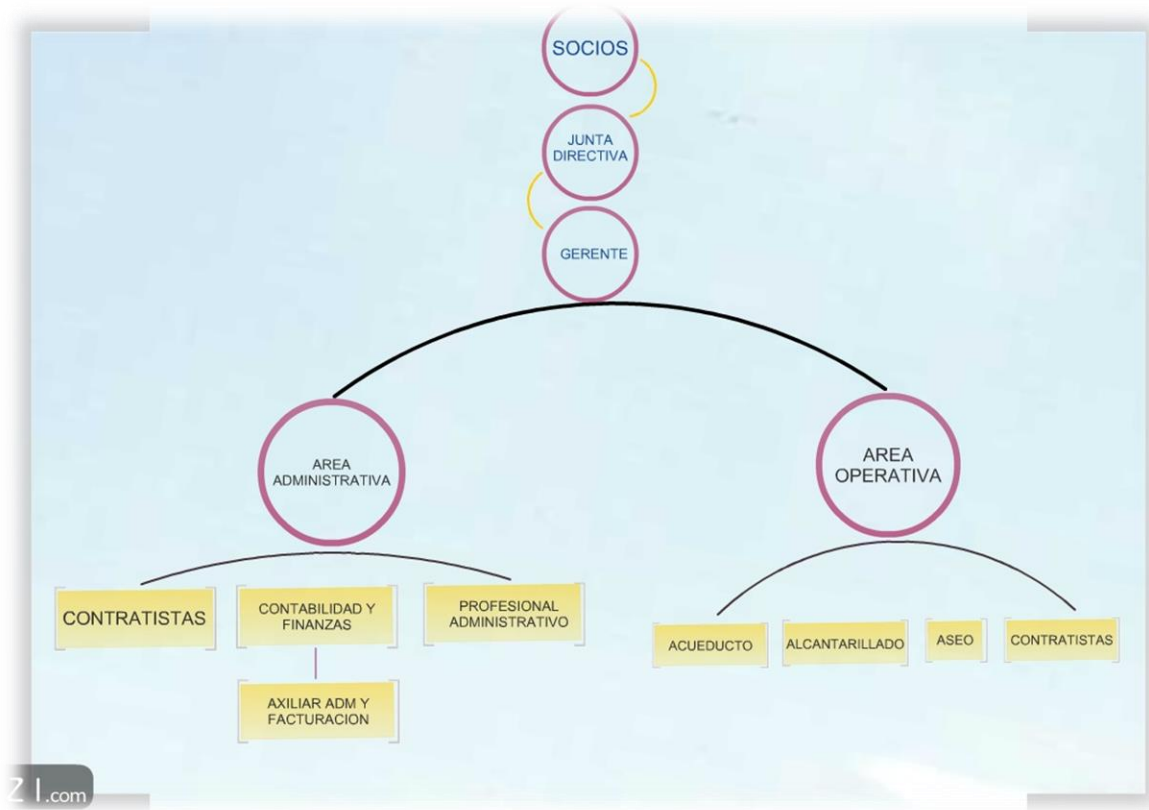 SOCIOS
JUNTA
DIRECTIVA
GERENTE
AREA
ADMINISTRATIVA
AREA
OPERATIVA
CONTRATISTAS
CONTABILIDAD Y
FINANZAS
PROFESIONAL
ADMINISTRATIVO
AXILIAR ADM Y
FACTURACION
ACUEDUCTO
ALCANTARILLADO
ASEO
CONTRATISTAS
Z I.com